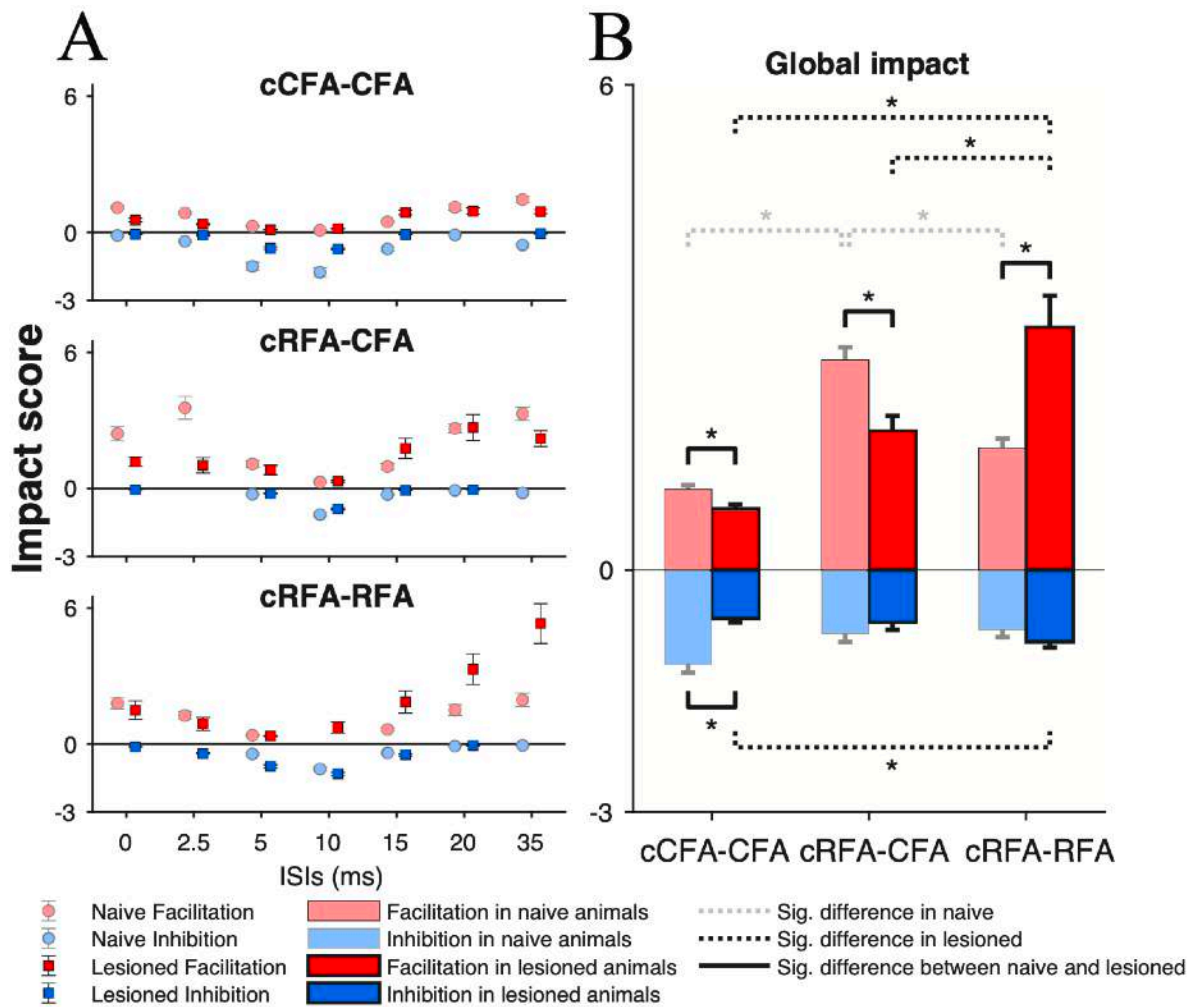 A
cCFA-CFA
6
0
-3
cRFA-CFA
6
0
-3
cRFA-RFA
6
0
-3
Impact score
0 2.5 5 10 15 20 35
ISIs (ms)
B
Global impact
6
0
-3
*
*
*
*
*
*
*
*
*
cCFA-CFA cRFA-CFA cRFA-RFA
Naive Facilitation
Naive Inhibition
Lesioned Facilitation
Lesioned Inhibition
Facilitation in naive animals
Inhibition in naive animals
Facilitation in lesioned animals
Inhibition in lesioned animals
Sig. difference in naive
Sig. difference in lesioned
Sig. difference between naive and lesioned